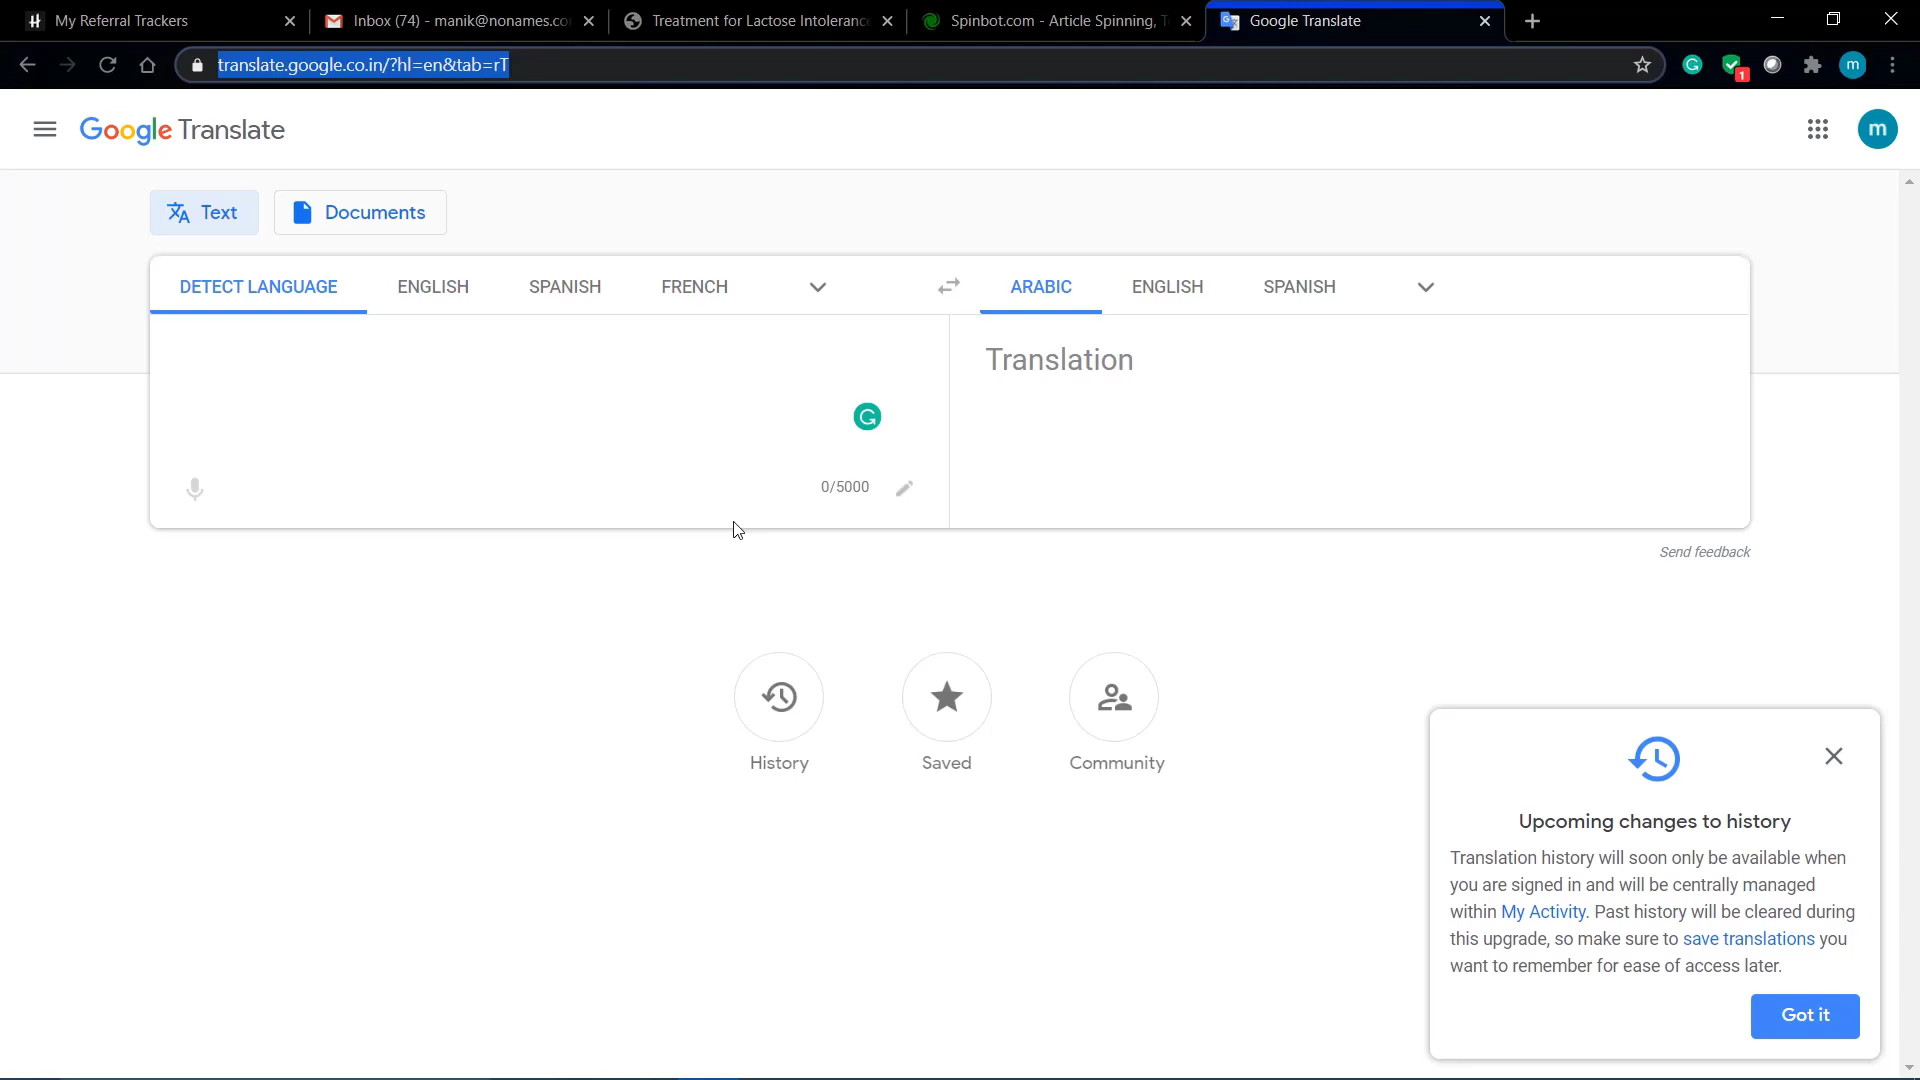 My Referral Trackers
Inbox (74) - manik@nonames.co
Treatment for Lactose Intolerance
Spinbot.com - Article Spinning, T
Google Translate
translate.google.co.in/?hl=en&tab=rT
1
m
Google Translate
m
Text
Documents
DETECT LANGUAGE
ENGLISH
SPANISH
FRENCH
ARABIC
ENGLISH
SPANISH
Translation
0/5000
Send feedback
History
Saved
Community
Upcoming changes to history
Translation history will soon only be available when
you are signed in and will be centrally managed
within My Activity. Past history will be cleared during
this upgrade, so make sure to save translations you
want to remember for ease of access later.
Got it